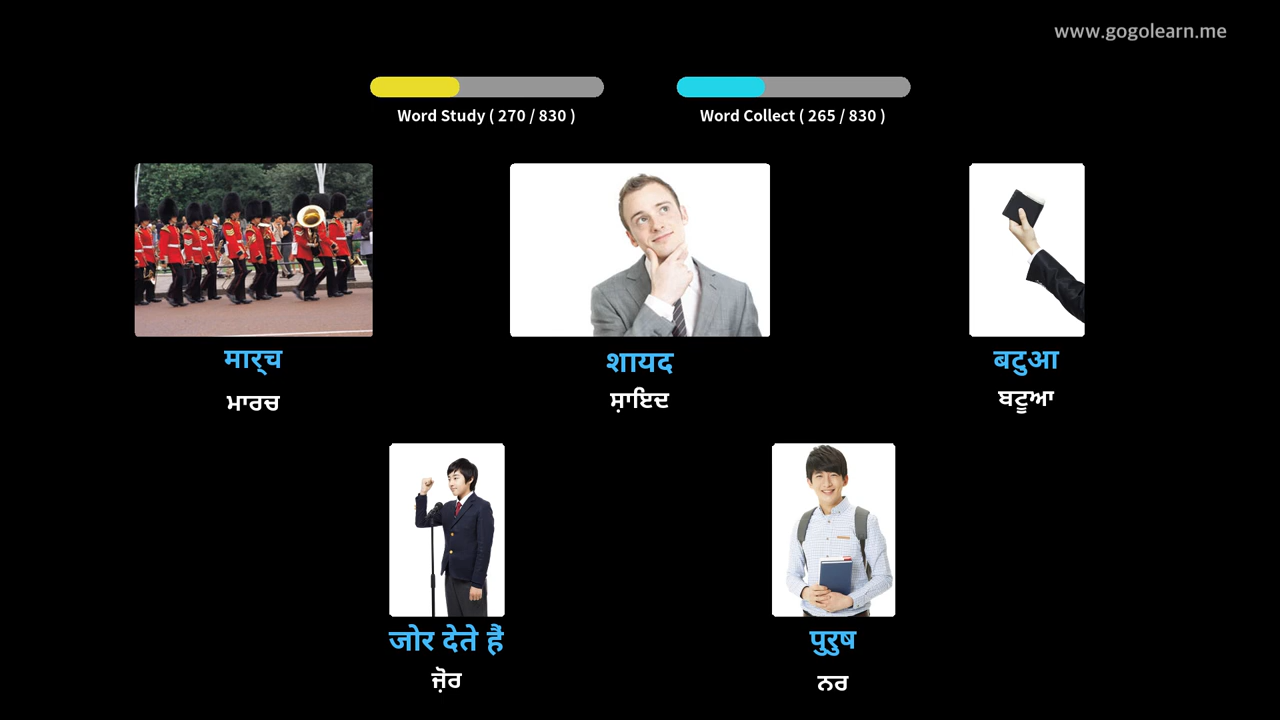 www.gogolearn.me
Word Study ( 270 / 830 )
Word Collect ( 265 / 830 )
मार्च
ਮਾਰਚ
शायद
ਸ਼ਾਇਦ
बटुआ
ਬਟੂਆ
जोर देते हैं
ਜ਼ੋਰ
पुरुष
ਨਰ